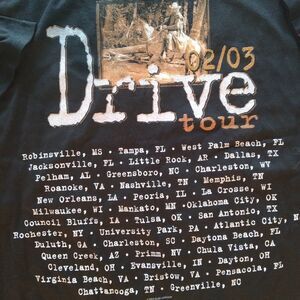 02/03
Drive
tour
Robinsville, MS • Tampa, FL • West Palm Beach, FL
Jacksonville, FL • Little Rock, AR • Dallas, TX
Pelham, AL • Greensboro, NC • Charleston, WV
Roanoke, VA • Nashville, TN • Memphis, TN
New Orleans, LA • Peoria, IL • La Crosse, WI
Milwaukee, WI • Mankato, MN • Oklahoma City, OK
Council Bluffs, IA • Tulsa, OK • San Antonio, TX
Rochester, NY • University Park, PA • Atlantic City, N
Duluth, GA • Charleston, SC • Daytona Beach, FL
Queen Creek, AZ • Primm, NV • Chula Vista, CA
Cleveland, OH • Evansville, IN • Dayton, OH
Virginia Beach, VA • Bristow, VA • Pensacola, FL
Chattanooga, TN • Greenville, NC